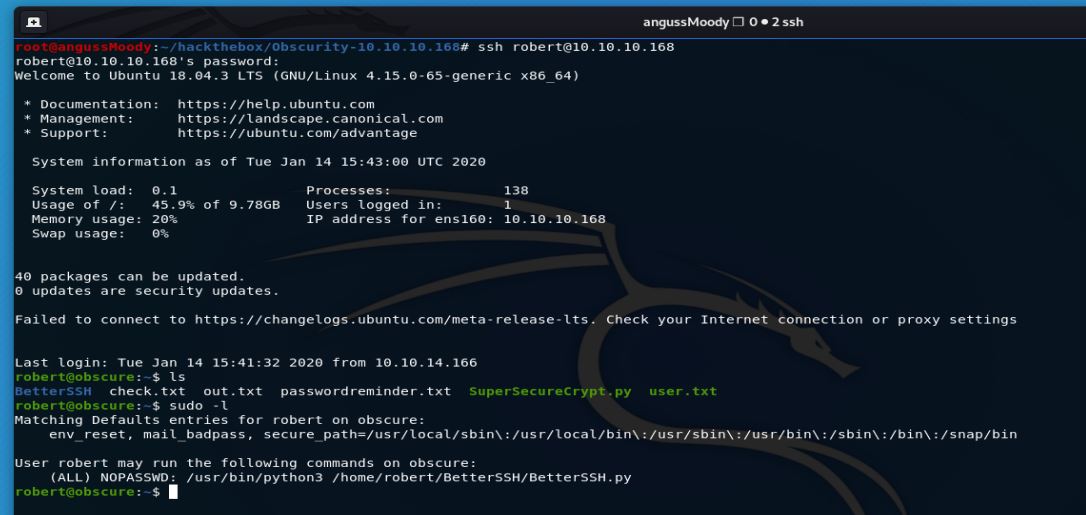 angussMoody ❐ 0 ● 2 ssh
root@angussMoody:~/hackthebox/Obscurity-10.10.10.168# ssh robert@10.10.10.168
robert@10.10.10.168's password:
Welcome to Ubuntu 18.04.3 LTS (GNU/Linux 4.15.0-65-generic x86_64)

 * Documentation:  https://help.ubuntu.com
 * Management:     https://landscape.canonical.com
 * Support:        https://ubuntu.com/advantage

  System information as of Tue Jan 14 15:43:00 UTC 2020

  System load:  0.1               Processes:             138
  Usage of /:   45.9% of 9.78GB   Users logged in:       1
  Memory usage: 20%               IP address for ens160: 10.10.10.168
  Swap usage:   0%

40 packages can be updated.
0 updates are security updates.

Failed to connect to https://changelogs.ubuntu.com/meta-release-lts. Check your Internet connection or proxy settings

Last login: Tue Jan 14 15:41:32 2020 from 10.10.14.166
robert@obscure:~$ ls
BetterSSH  check.txt  out.txt  passwordreminder.txt  SuperSecureCrypt.py  user.txt
robert@obscure:~$ sudo -l
Matching Defaults entries for robert on obscure:
    env_reset, mail_badpass, secure_path=/usr/local/sbin\:/usr/local/bin\:/usr/sbin\:/usr/bin\:/sbin\:/bin\:/snap/bin

User robert may run the following commands on obscure:
    (ALL) NOPASSWD: /usr/bin/python3 /home/robert/BetterSSH/BetterSSH.py
robert@obscure:~$